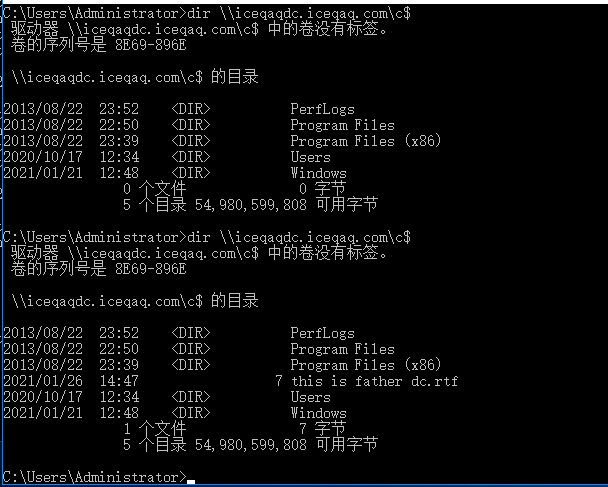 C:\Users\Administrator>dir \\iceqaqdc.iceqaq.com\c$
驱动器 \\iceqaqdc.iceqaq.com\c$ 中的卷没有标签。
卷的序列号是 8E69-896E
\\iceqaqdc.iceqaq.com\c$ 的目录
2013/08/22  23:52    <DIR>          PerfLogs
2013/08/22  22:50    <DIR>          Program Files
2013/08/22  23:39    <DIR>          Program Files (x86)
2020/10/17  12:34    <DIR>          Users
2021/01/21  12:48    <DIR>          Windows
0 个文件              0 字节
5 个目录 54,980,599,808 可用字节
C:\Users\Administrator>dir \\iceqaqdc.iceqaq.com\c$
驱动器 \\iceqaqdc.iceqaq.com\c$ 中的卷没有标签。
卷的序列号是 8E69-896E
\\iceqaqdc.iceqaq.com\c$ 的目录
2013/08/22  23:52    <DIR>          PerfLogs
2013/08/22  22:50    <DIR>          Program Files
2013/08/22  23:39    <DIR>          Program Files (x86)
2021/01/26  14:47                 7 this is father dc.rtf
2020/10/17  12:34    <DIR>          Users
2021/01/21  12:48    <DIR>          Windows
1 个文件              7 字节
5 个目录 54,980,599,808 可用字节
C:\Users\Administrator>